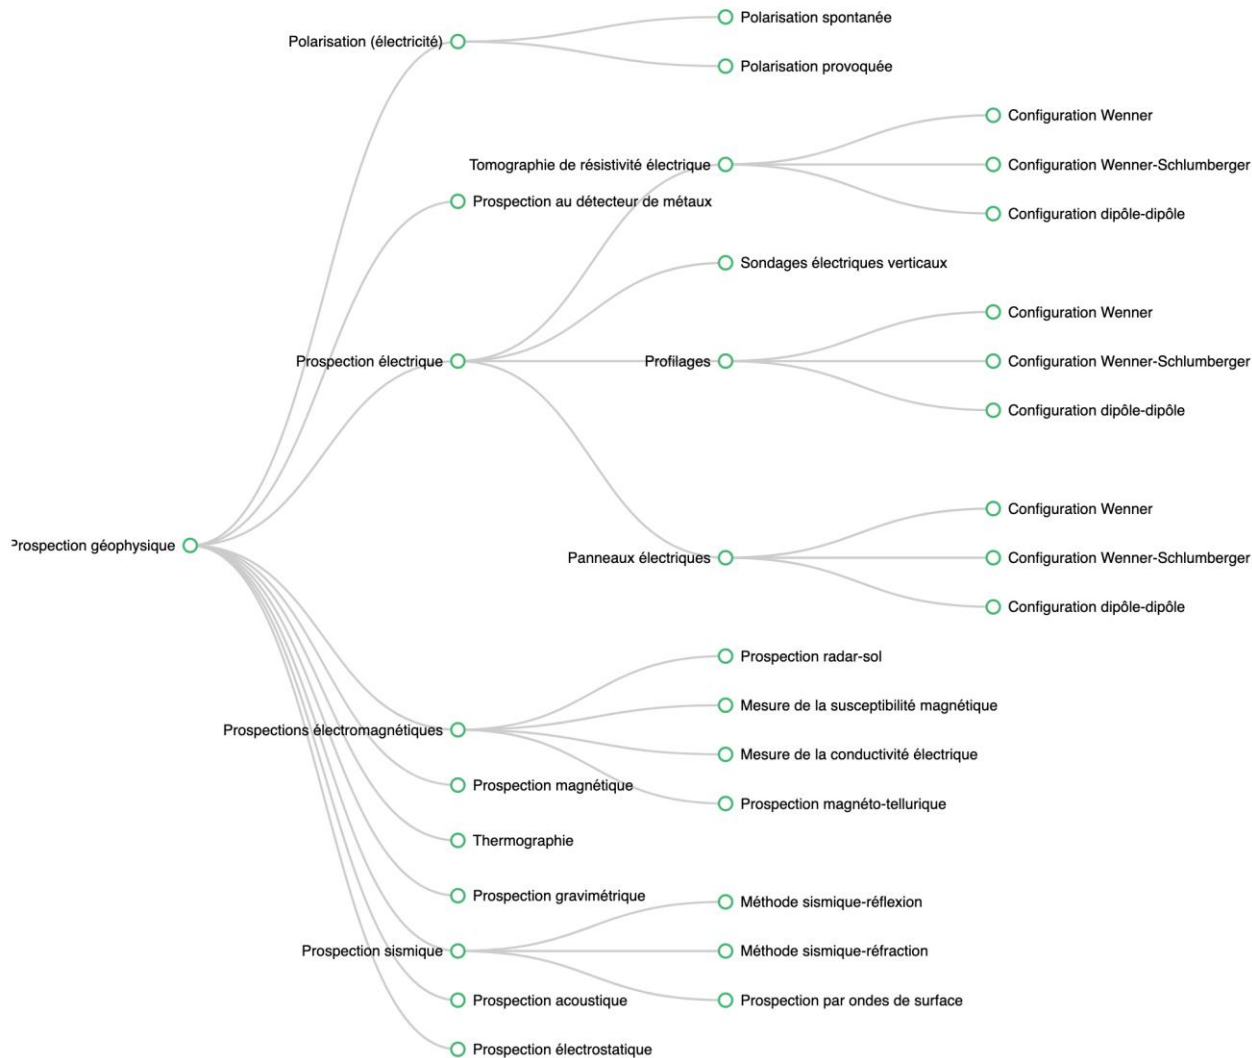 Polarisation spontanée
Polarisation (électricité)
Polarisation provoquée
Configuration Wenner
Tomographie de résistivité électrique
Configuration Wenner-Schlumberger
Prospection au détecteur de métaux
Configuration dipôle-dipôle
Sondages électriques verticaux
Configuration Wenner
Prospection électrique
Profilages
Configuration Wenner-Schlumberger
Configuration dipôle-dipôle
Configuration Wenner
Prospection géophysique
Panneaux électriques
Configuration Wenner-Schlumberger
Configuration dipôle-dipôle
Prospection radar-sol
Mesure de la susceptibilité magnétique
Prospections électromagnétiques
Mesure de la conductivité électrique
Prospection magnétique
Prospection magnéto-tellurique
Thermographie
Prospection gravimétrique
Méthode sismique-réflexion
Prospection sismique
Méthode sismique-réfraction
Prospection acoustique
Prospection par ondes de surface
Prospection électrostatique